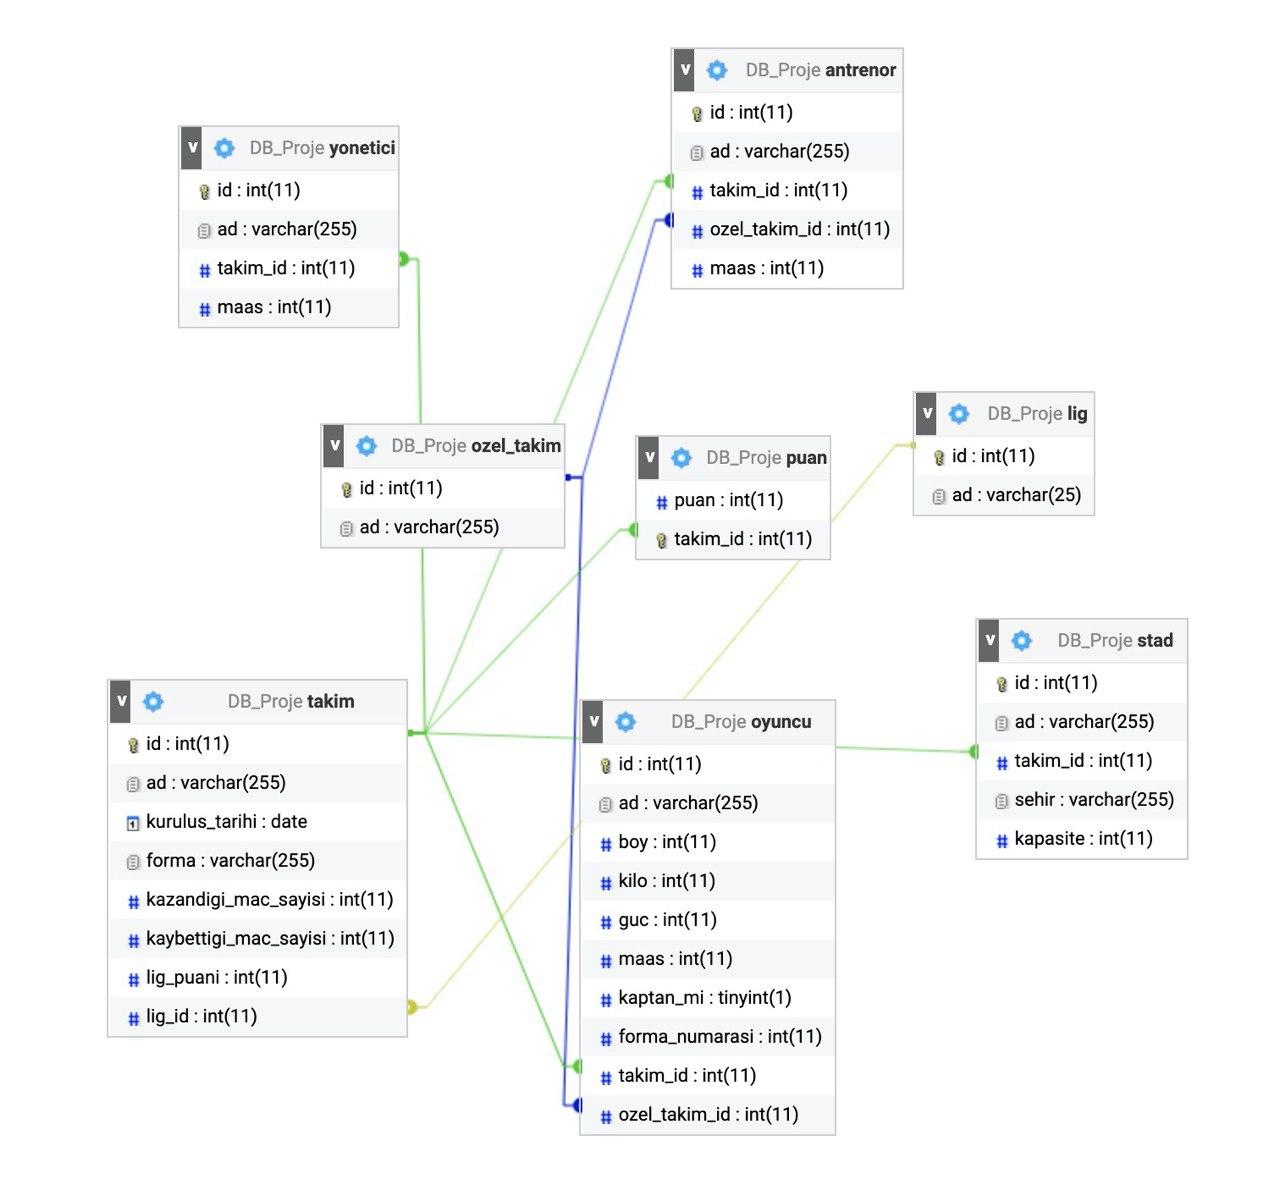 v DB_Proje antrenor
id : int(11)
ad : varchar(255)
takim_id : int(11)
ozel_takim_id : int(11)
maas : int(11)
v DB_Proje yonetici
id : int(11)
ad : varchar(255)
takim_id : int(11)
maas : int(11)
v DB_Proje lig
id : int(11)
ad : varchar(25)
v DB_Proje ozel_takim
id : int(11)
ad : varchar(255)
v DB_Proje puan
puan : int(11)
takim_id : int(11)
v DB_Proje stad
id : int(11)
ad : varchar(255)
takim_id : int(11)
sehir : varchar(255)
kapasite : int(11)
v DB_Proje takim
id : int(11)
ad : varchar(255)
kurulus_tarihi : date
forma : varchar(255)
kazandigi_mac_sayisi : int(11)
kaybettigi_mac_sayisi : int(11)
lig_puani : int(11)
lig_id : int(11)
v DB_Proje oyuncu
id : int(11)
ad : varchar(255)
boy : int(11)
kilo : int(11)
guc : int(11)
maas : int(11)
kaptan_mi : tinyint(1)
forma_numarasi : int(11)
takim_id : int(11)
ozel_takim_id : int(11)